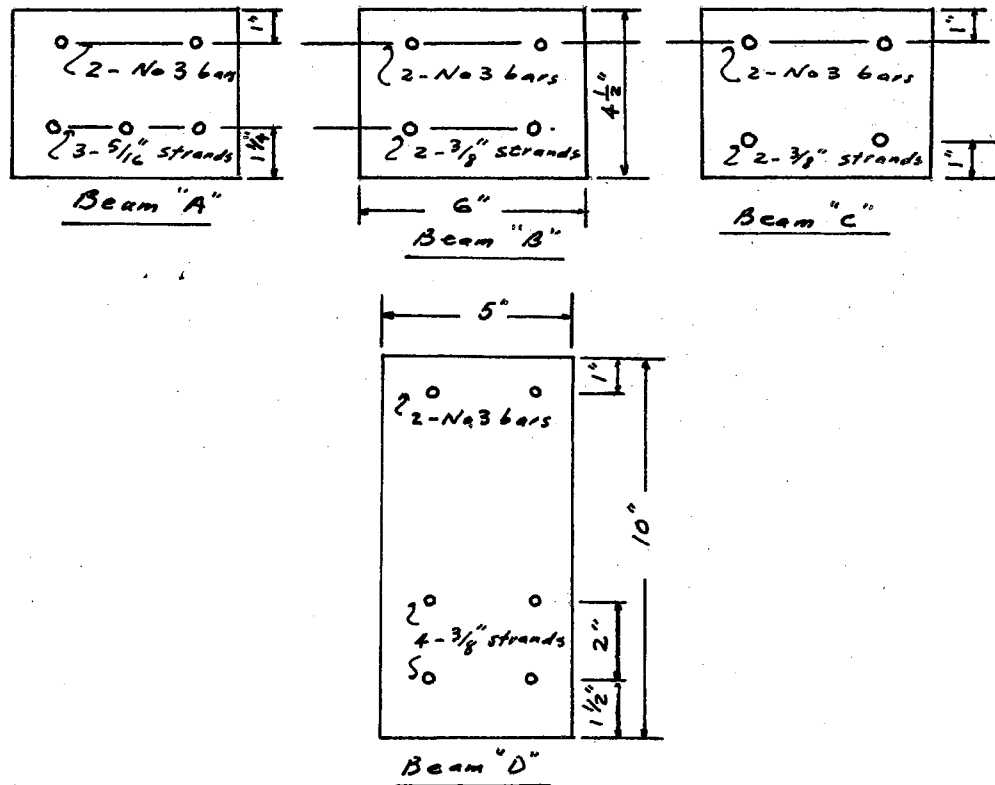 1"
2-No 3 bars
3-5/16" strands
1 1/4"
Beam "A"
2-No 3 bars
2-3/8" strands
4 1/2"
6"
Beam "B"
1"
2-No 3 bars
2-3/8" strands
1"
Beam "C"
5"
1"
2-No 3 bars
10"
4-3/8" strands
2"
1 1/2"
Beam "D"